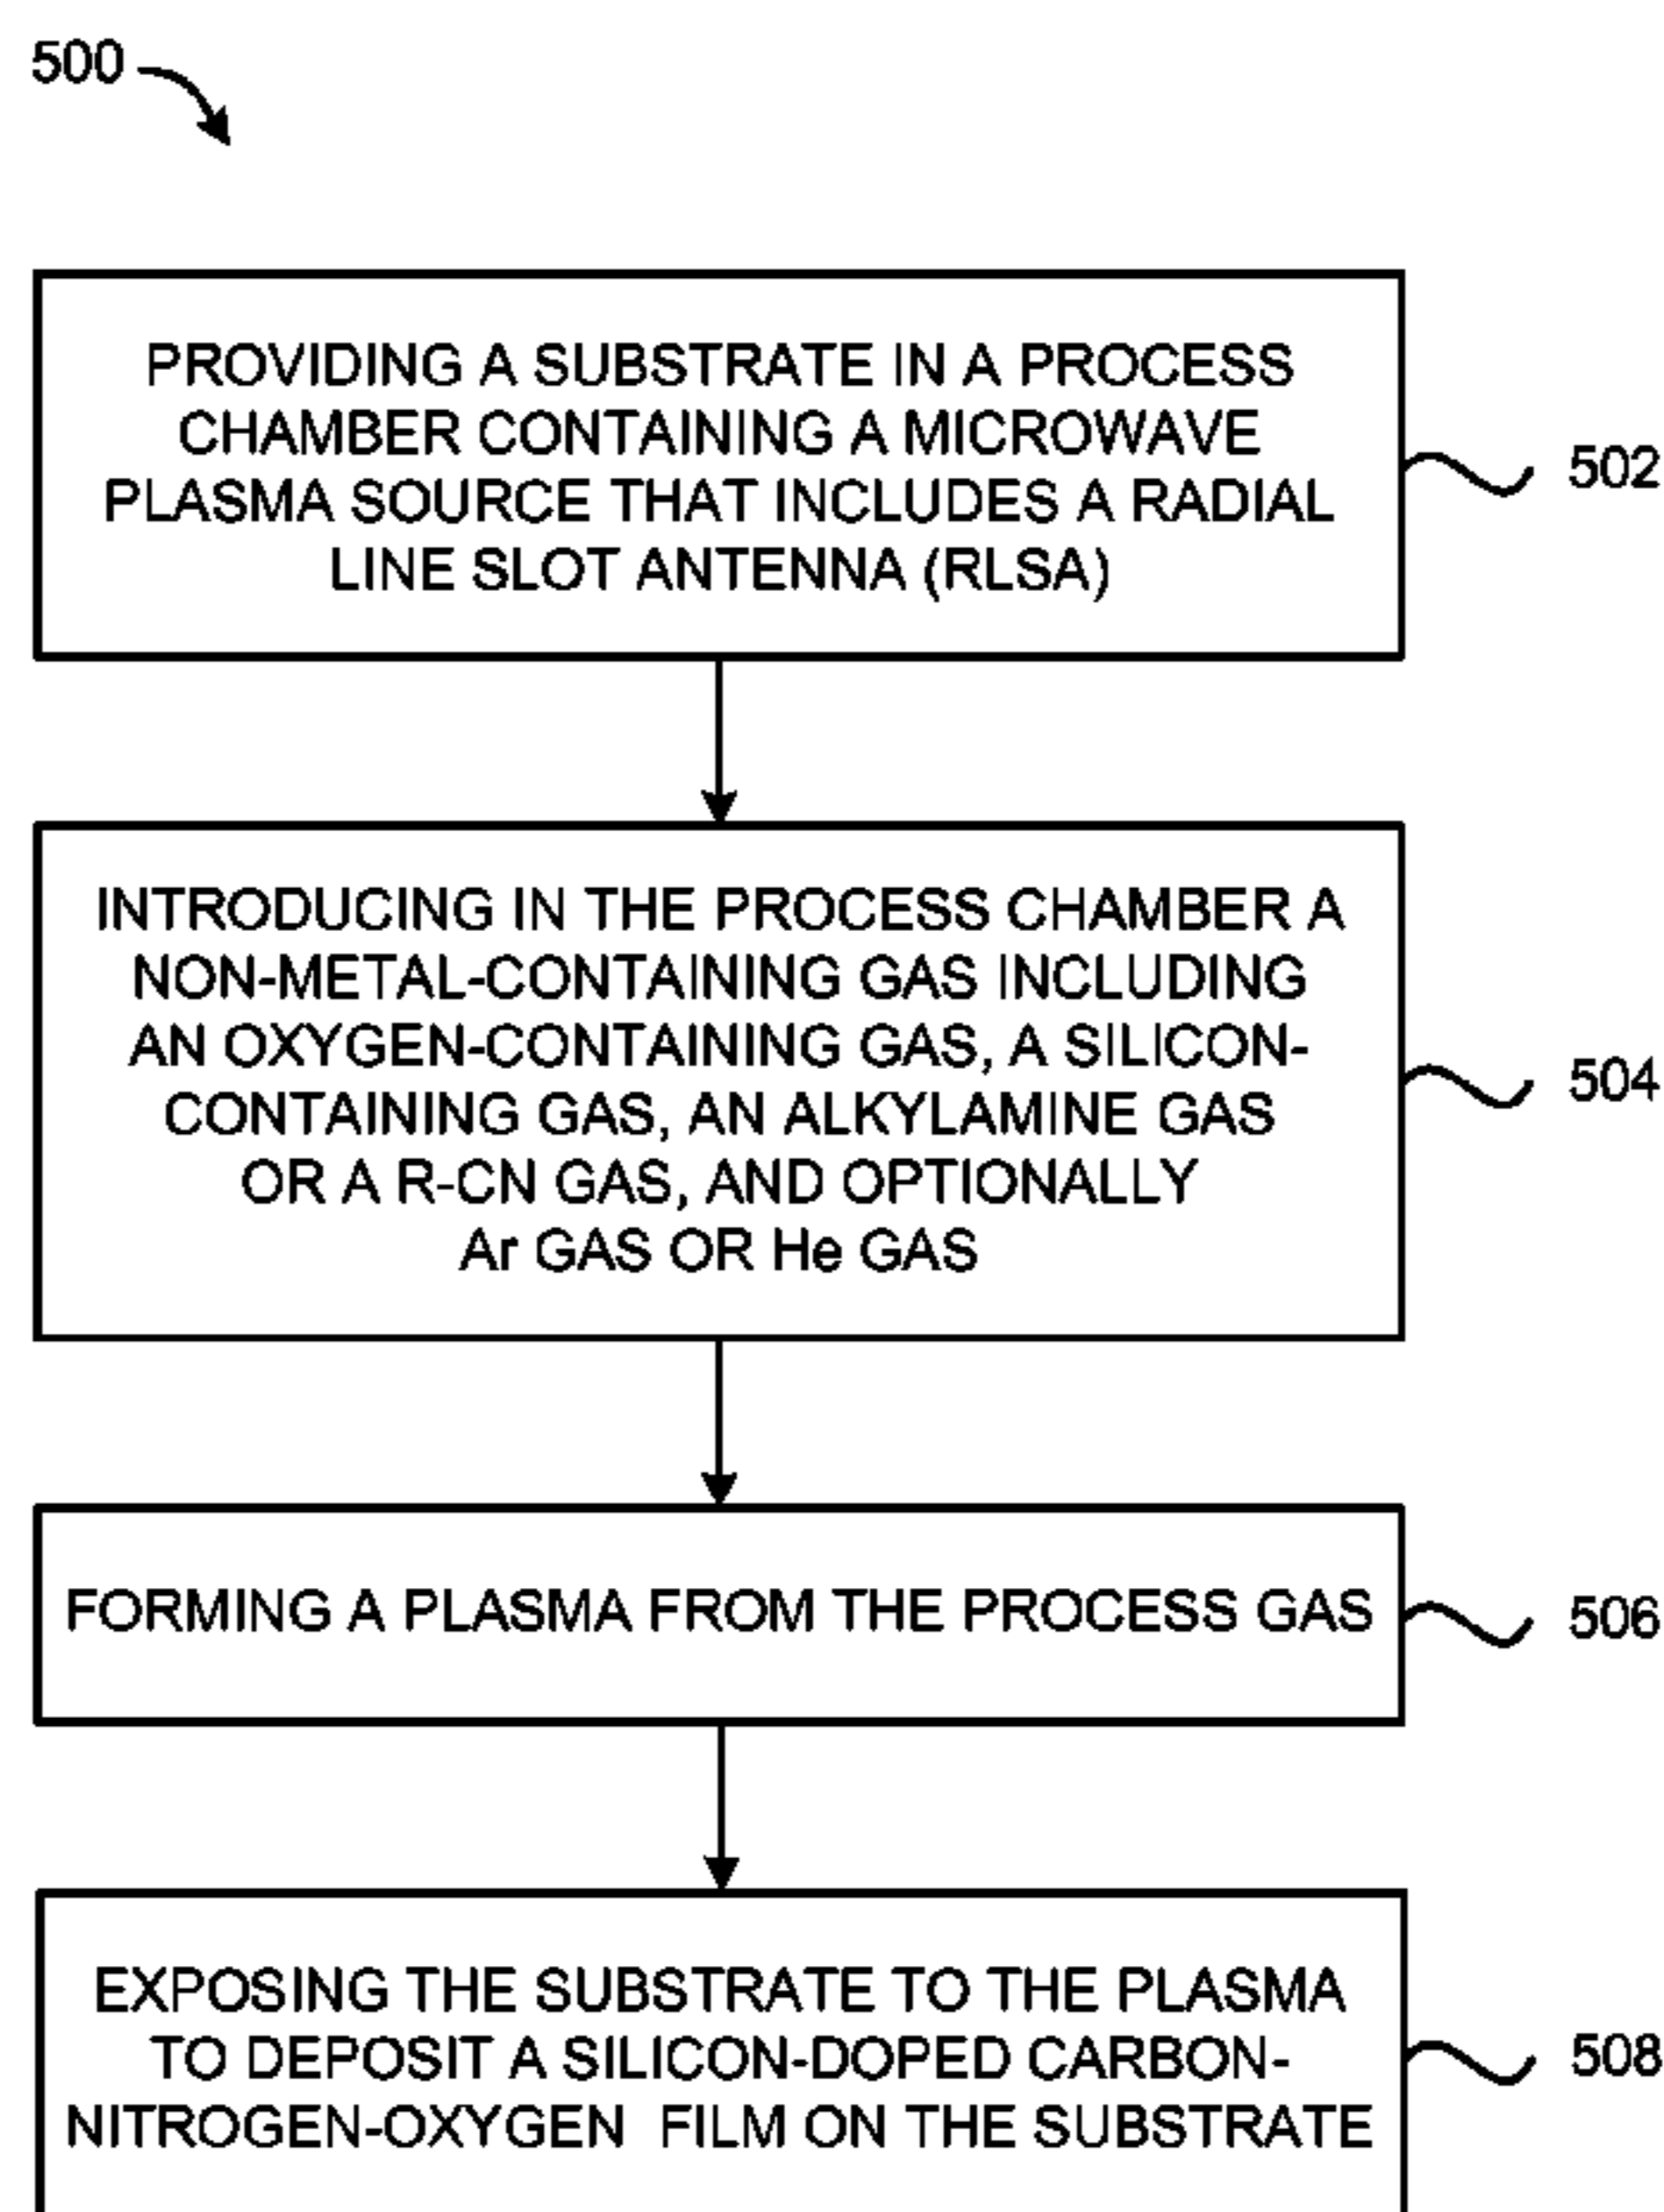 500
PROVIDING A SUBSTRATE IN A PROCESS
CHAMBER CONTAINING A MICROWAVE
PLASMA SOURCE THAT INCLUDES A RADIAL
LINE SLOT ANTENNA (RLSA)
502
INTRODUCING IN THE PROCESS CHAMBER A
NON-METAL-CONTAINING GAS INCLUDING
AN OXYGEN-CONTAINING GAS, A SILICON-
CONTAINING GAS, AN ALKYLAMINE GAS
OR A R-CN GAS, AND OPTIONALLY
Ar GAS OR He GAS
504
FORMING A PLASMA FROM THE PROCESS GAS
506
EXPOSING THE SUBSTRATE TO THE PLASMA
TO DEPOSIT A SILICON-DOPED CARBON-
NITROGEN-OXYGEN FILM ON THE SUBSTRATE
508